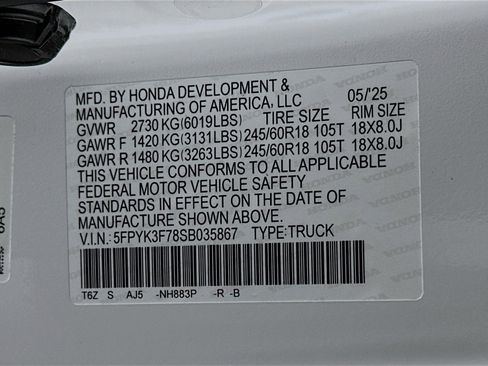 MFD. BY HONDA DEVELOPMENT &
MANUFACTURING OF AMERICA, LLC 05/'25
GVWR 2730 KG(6019LBS) TIRE SIZE RIM SIZE
GAWR F 1420 KG(3131LBS) 245/60R18 105T 18X8.0J
GAWR R 1480 KG(3263LBS) 245/60R18 105T 18X8.0J
THIS VEHICLE CONFORMS TO ALL APPLICABLE
FEDERAL MOTOR VEHICLE SAFETY
STANDARDS IN EFFECT ON THE DATE OF
MANUFACTURE SHOWN ABOVE.
V.I.N.: 5FPYK3F78SB035867 TYPE:TRUCK
T6Z S AJ5 -NH883P -R -B